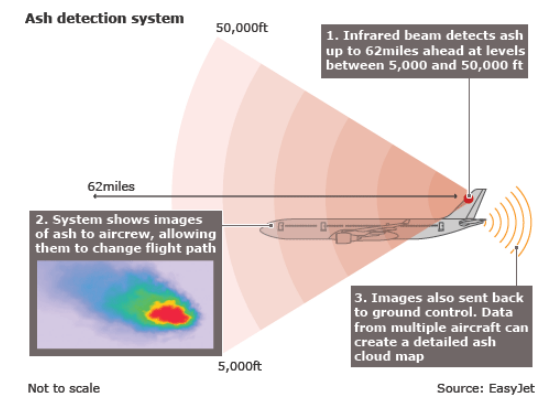 Ash detection system
50,000ft
1. Infrared beam detects ash
up to 62miles ahead at levels
between 5,000 and 50,000 ft
62miles
2. System shows images
of ash to aircrew, allowing
them to change flight path
3. Images also sent back
to ground control. Data
from multiple aircraft can
create a detailed ash
cloud map
5,000ft
Not to scale
Source: EasyJet